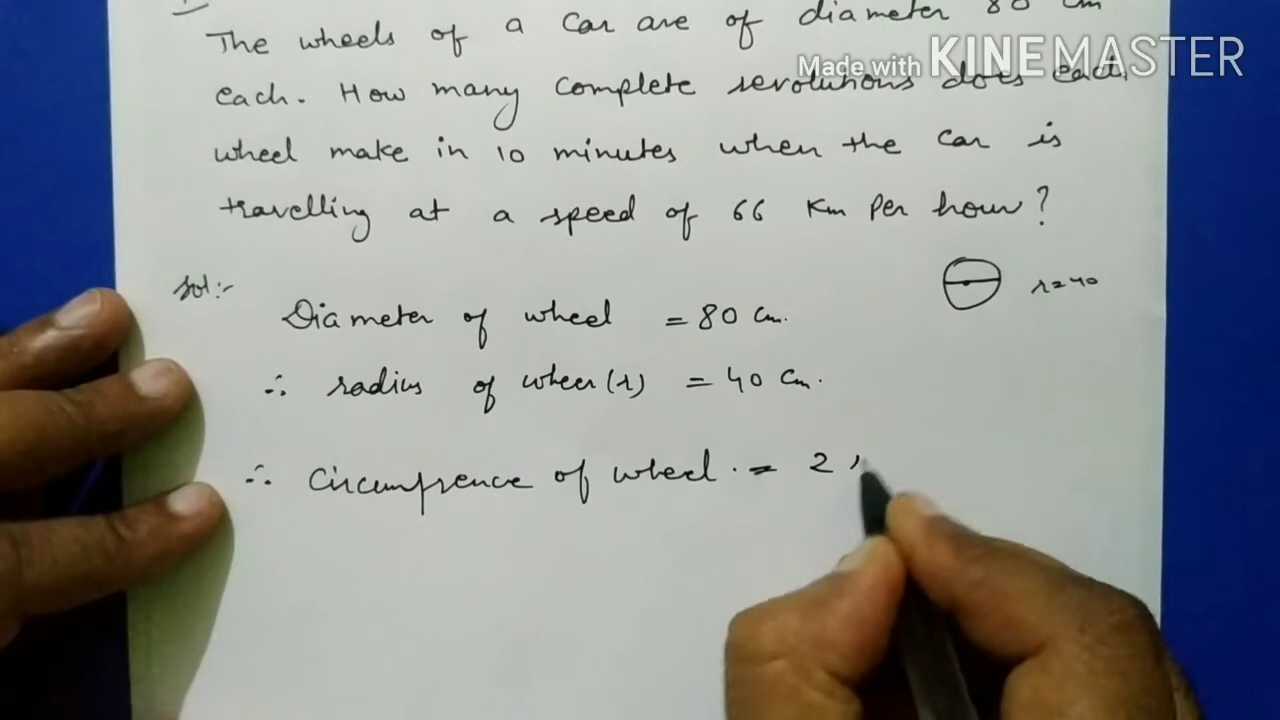 The wheels of a car are of diameter 80 cm
Made with KINEMASTER
each. How many complete revolutions does each
wheel make in 10 minutes when the car is
travelling at a speed of 66 Km per hour?
Sol:-
r=40
Diameter of wheel = 80 cm.
∴ radius of wheel (r) = 40 cm.
∴ Circumfrence of wheel . = 2